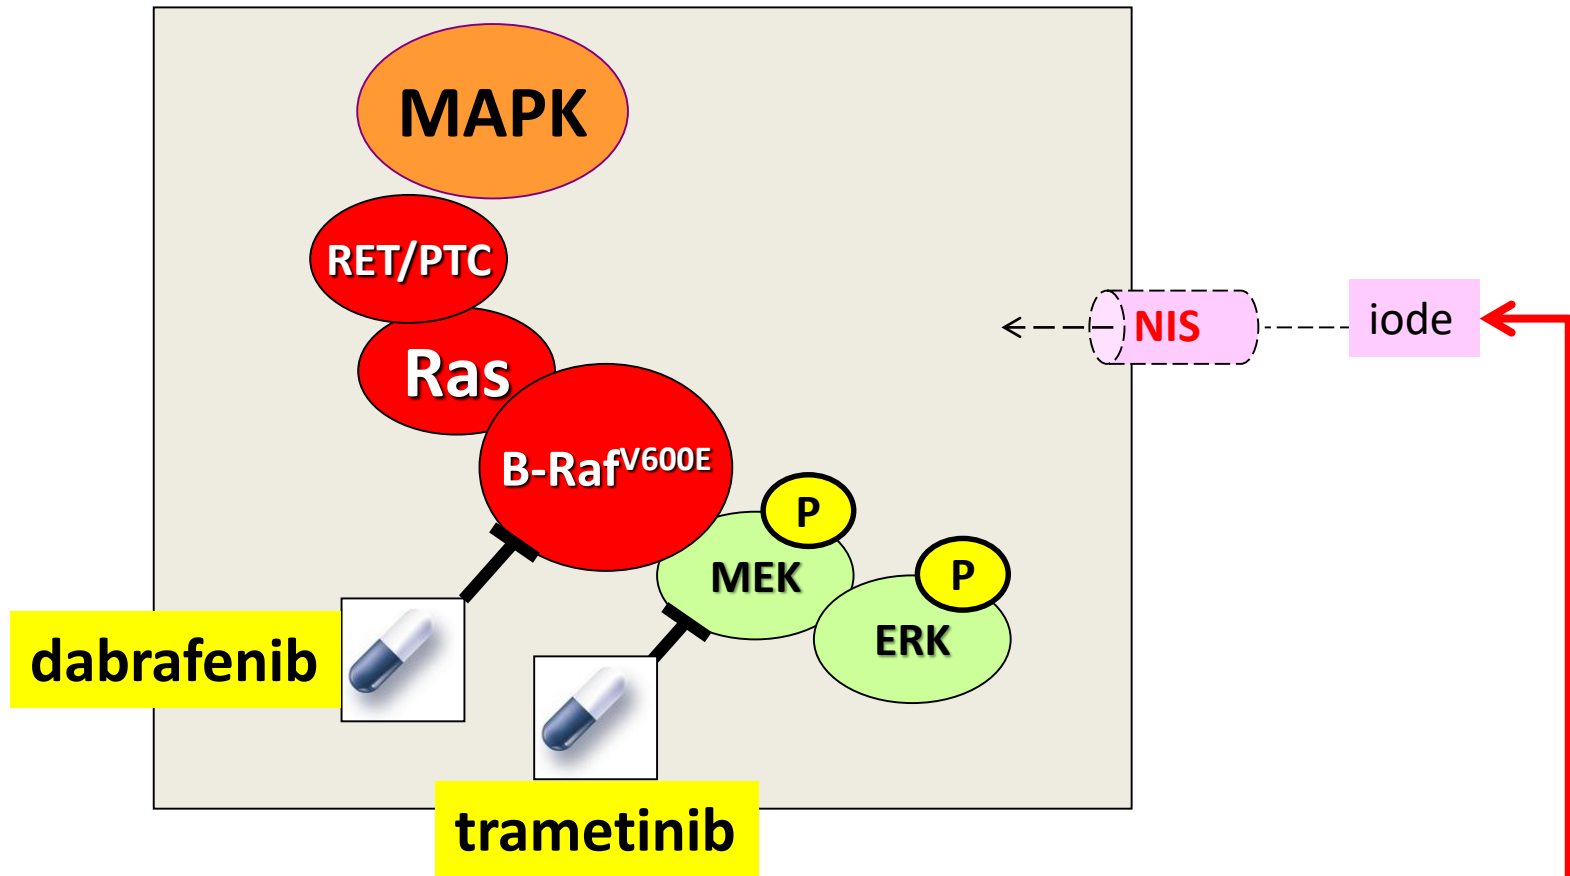 MAPK
RET/PTC
Ras
B-RafV600E
P
MEK
P
ERK
NIS
iode
dabrafenib
trametinib